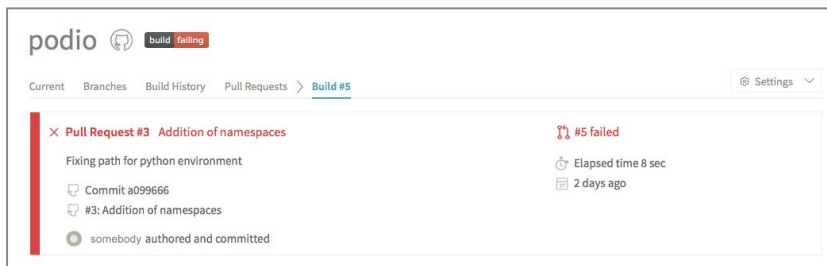 podio build failing
Current Branches Build History Pull Requests Build #5 Settings
Pull Request #3 Addition of namespaces #5 failed
Fixing path for python environment Elapsed time 8 sec
Commit a099666 2 days ago
#3: Addition of namespaces
somebody authored and committed